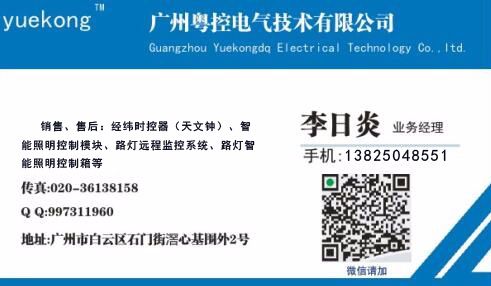 yuekong™
广州粤控电气技术有限公司
Guangzhou Yuekongdq Electrical Technology Co.,ltd.
销售、售后：经纬时控器（天文钟）、智
能照明控制模块、路灯远程监控系统、路灯智
能照明控制箱等
李日炎 业务经理
手机:13825048551
传真:020-36138158
QQ:997311960
地址:广州市白云区石门街滘心基围外2号
微信请加